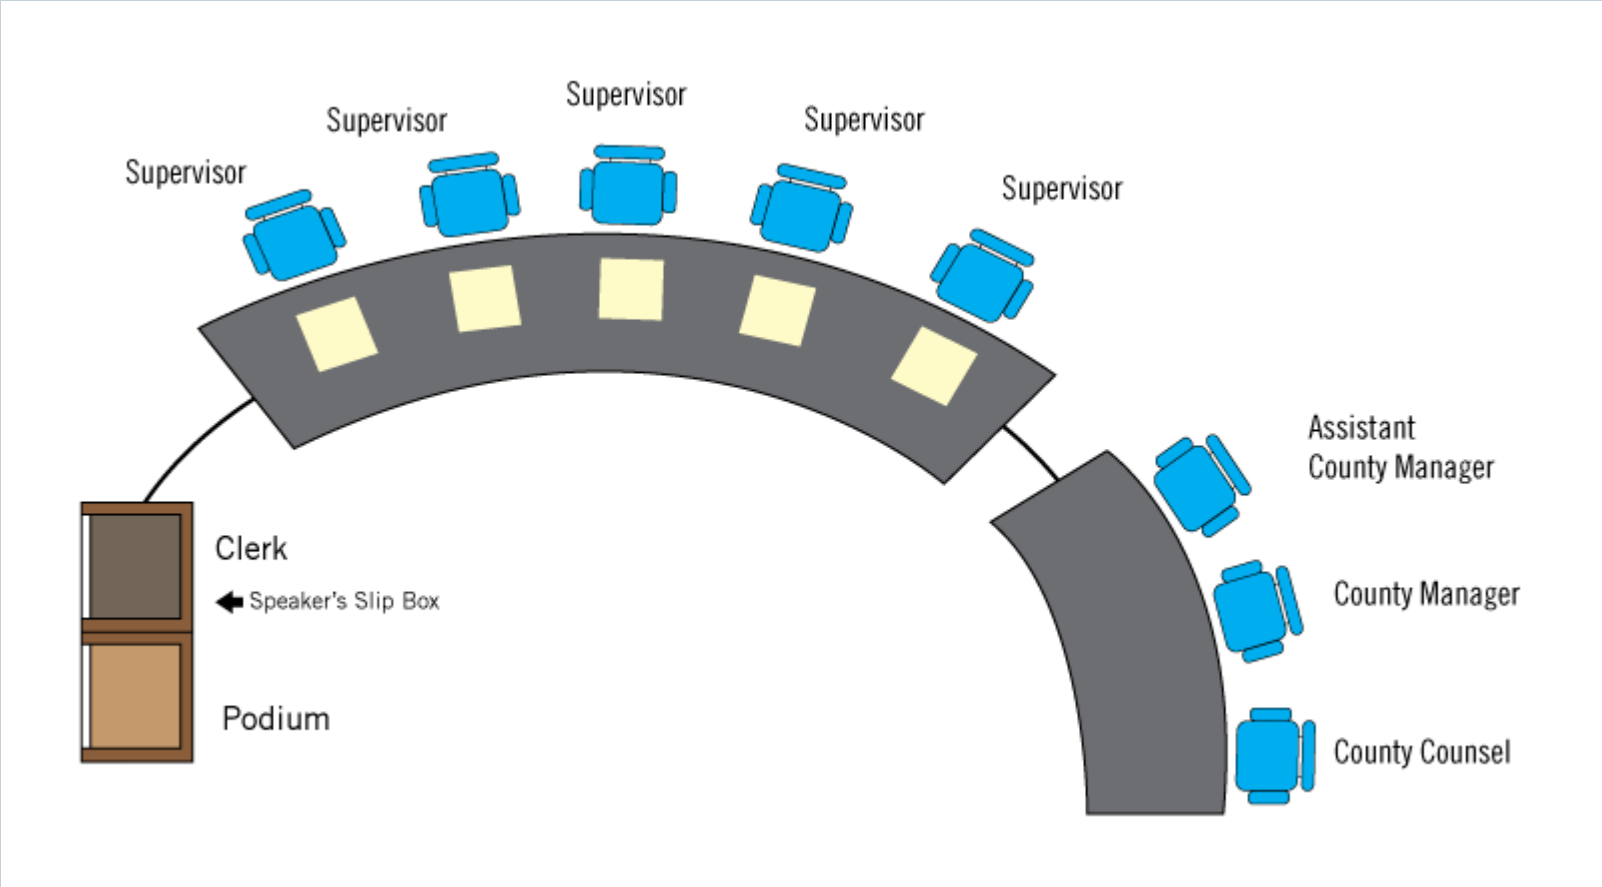 Supervisor
Supervisor
Supervisor
Supervisor
Supervisor
Assistant
County Manager
County Manager
County Counsel
Clerk
Speaker's Slip Box
Podium